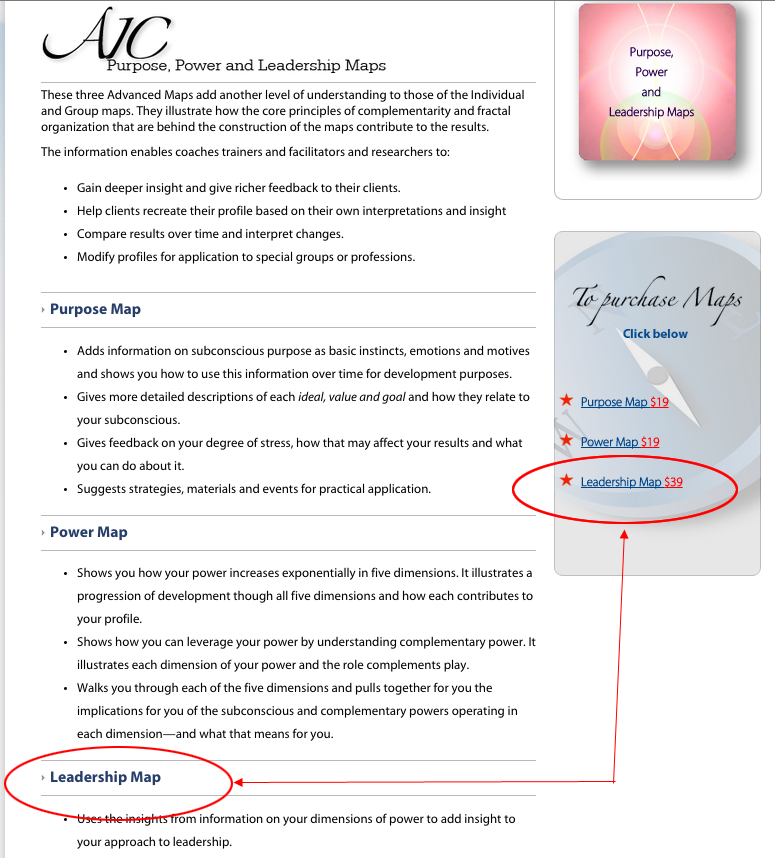 AJC
Purpose, Power and Leadership Maps
These three Advanced Maps add another level of understanding to those of the Individual
and Group maps. They illustrate how the core principles of complementarity and fractal
organization that are behind the construction of the maps contribute to the results.
The information enables coaches trainers and facilitators and researchers to:
• Gain deeper insight and give richer feedback to their clients.
• Help clients recreate their profile based on their own interpretations and insight
• Compare results over time and interpret changes.
• Modify profiles for application to special groups or professions.
› Purpose Map
• Adds information on subconscious purpose as basic instincts, emotions and motives
and shows you how to use this information over time for development purposes.
• Gives more detailed descriptions of each ideal, value and goal and how they relate to
your subconscious.
• Gives feedback on your degree of stress, how that may affect your results and what
you can do about it.
• Suggests strategies, materials and events for practical application.
› Power Map
• Shows you how your power increases exponentially in five dimensions. It illustrates a
progression of development though all five dimensions and how each contributes to
your profile.
• Shows how you can leverage your power by understanding complementary power. It
illustrates each dimension of your power and the role complements play.
• Walks you through each of the five dimensions and pulls together for you the
implications for you of the subconscious and complementary powers operating in
each dimension—and what that means for you.
› Leadership Map
• Uses the insights from information on your dimensions of power to add insight to
your approach to leadership.
Purpose,
Power
and
Leadership Maps
To purchase Maps
Click below
★ Purpose Map $19
★ Power Map $19
★ Leadership Map $39
W